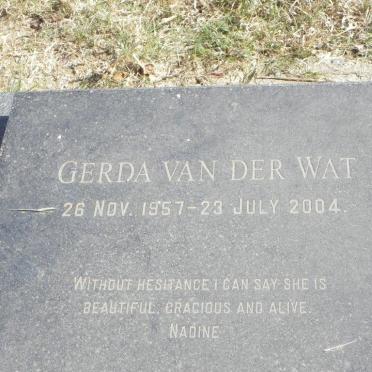 GERDA VAN DER WAT
26 NOV. 1957-23 JULY 2004.
WITHOUT HESITANCE I CAN SAY SHE IS
BEAUTIFUL, GRACIOUS AND ALIVE.
NADINE